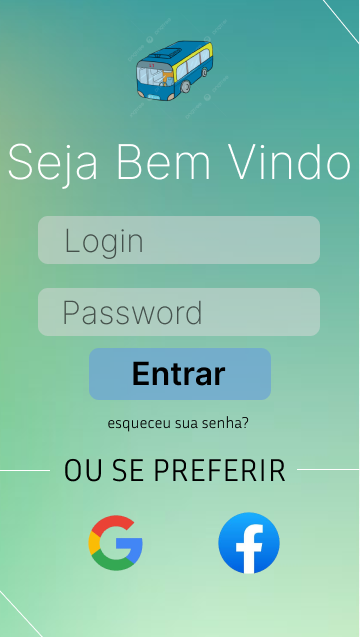 Seja Bem Vindo
Login
Password
Entrar
esqueceu sua senha?
OU SE PREFERIR